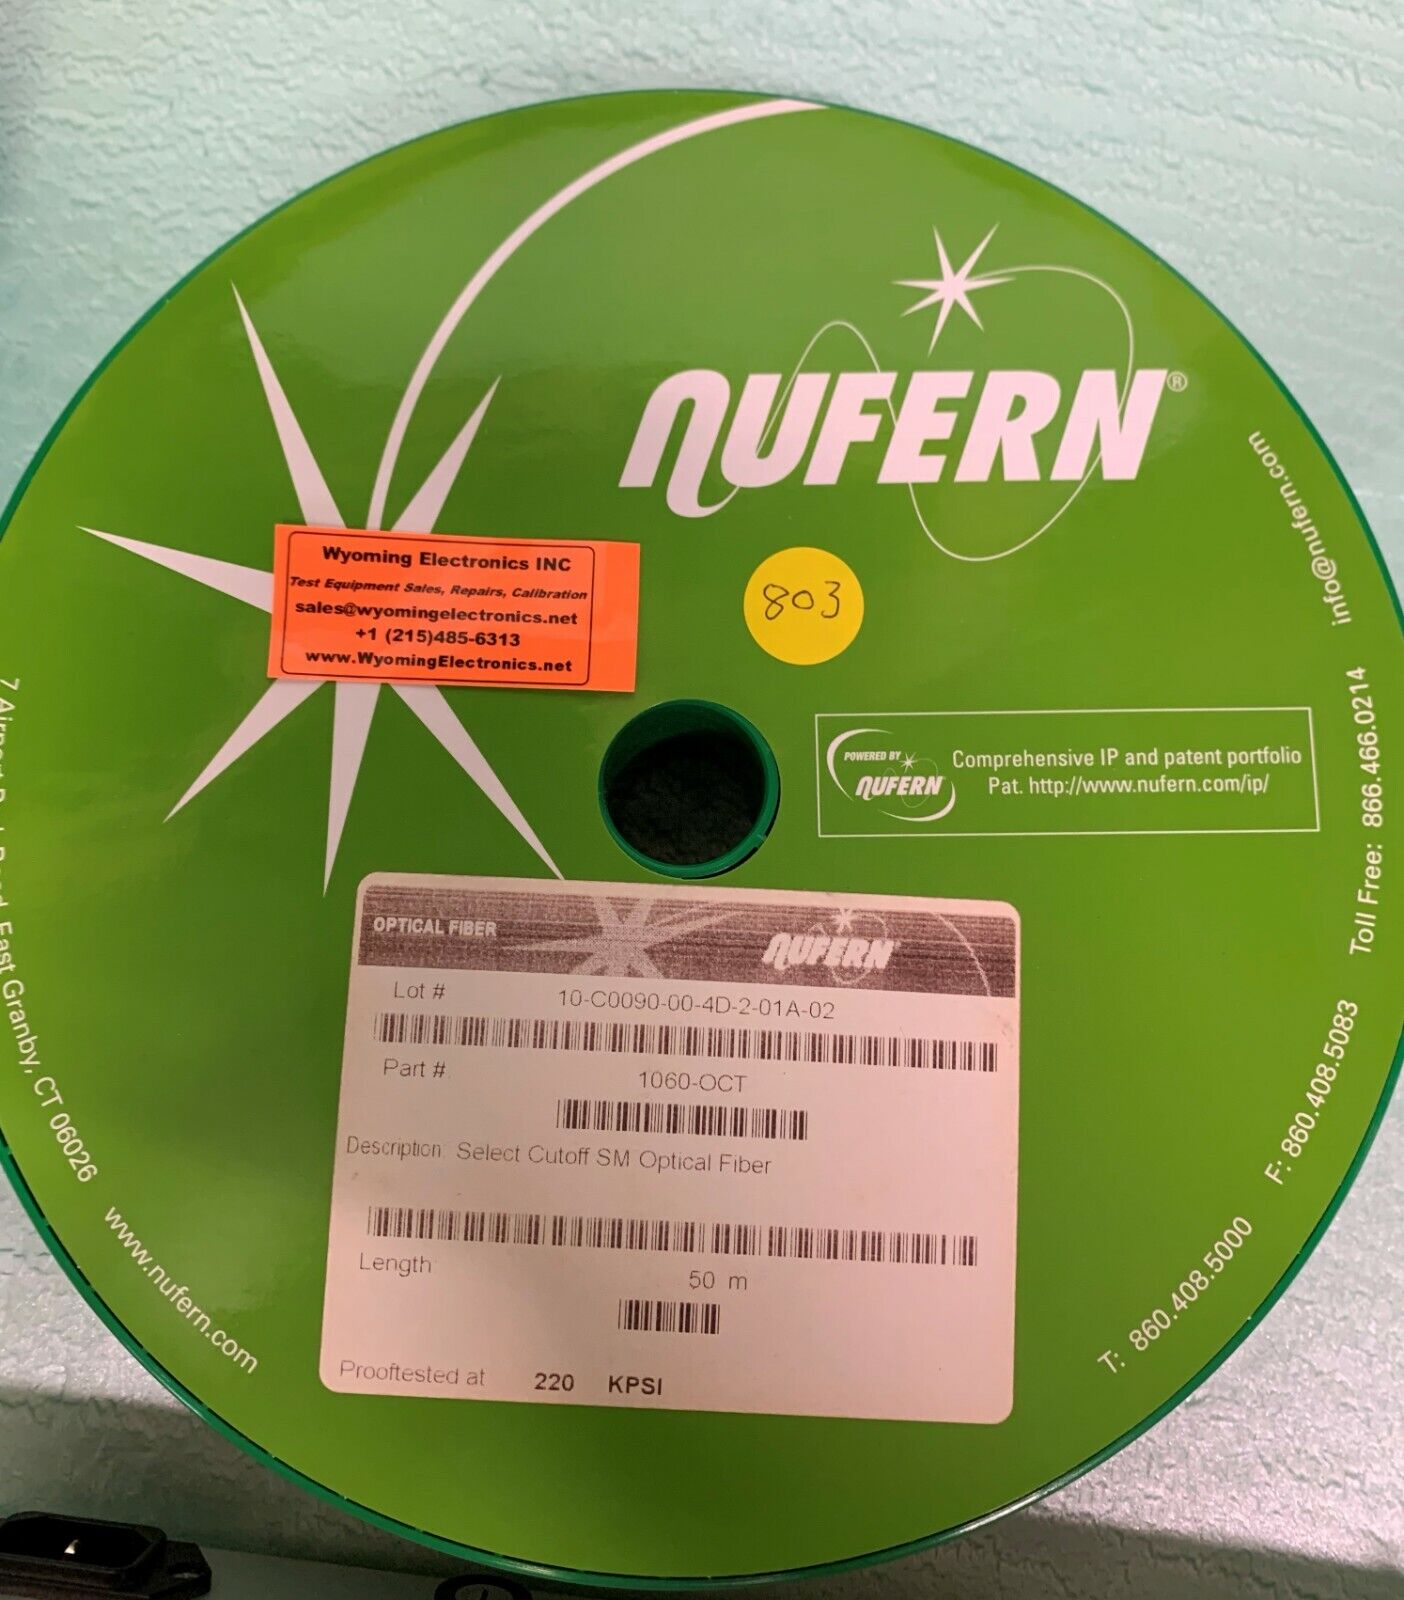 NUFERN®
Wyoming Electronics INC
Test Equipment Sales, Repairs, Calibration
sales@wyomingelectronics.net
+1 (215)485-6313
www.WyomingElectronics.net
803
POWERED BY
NUFERN
Comprehensive IP and patent portfolio
Pat. http://www.nufern.com/ip/
OPTICAL FIBER
NUFERN
Lot # 10-C0090-00-4D-2-01A-02
Part # 1060-OCT
Description: Select Cutoff SM Optical Fiber
Length 50 m
Prooftested at 220 KPSI
7 East Granby, CT 06026
www.nufern.com
T: 860.408.5000
F: 860.408.5083
Toll Free: 866.466.0214
info@nufern.com